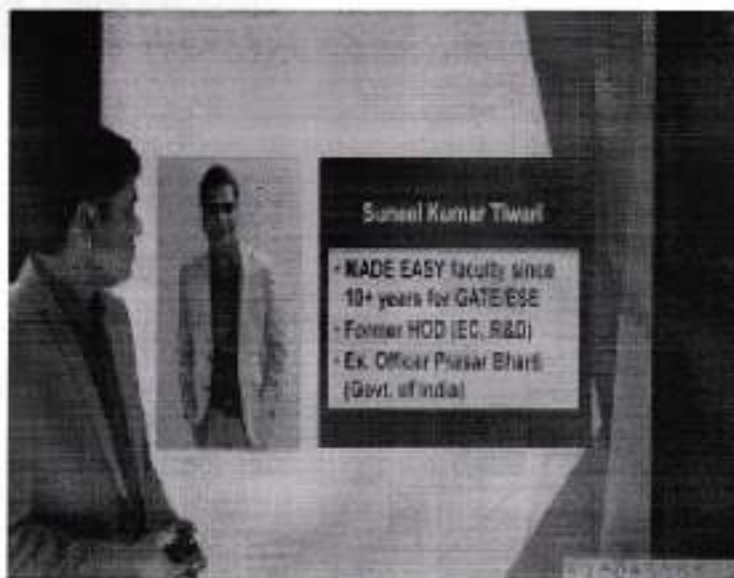 Suneel Kumar Tiwari
• MADE EASY faculty since
10+ years for GATE/ESE
• Former HOD (EC, R&D)
• Ex. Officer Prasar Bharti
(Govt. of India)